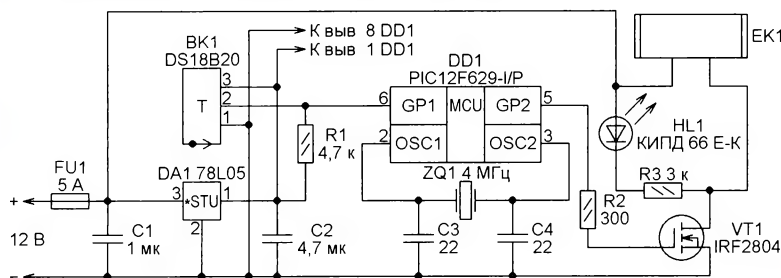 К выв 8 DD1
К выв 1 DD1
BK1
DS18B20
3
2
1
T
DD1
PIC12F629-I/P
6
GP1
MCU
GP2
5
2
OSC1
OSC2
3
EK1
HL1
КИПД 66 Е-К
R1
4,7 к
FU1
5 А
DA1 78L05
3
*STU
1
2
ZQ1 4 МГц
R3 3 к
R2
300
VT1
IRF2804
+
12 В
−
C1
1 мк
C2
4,7 мк
C3
22
C4
22